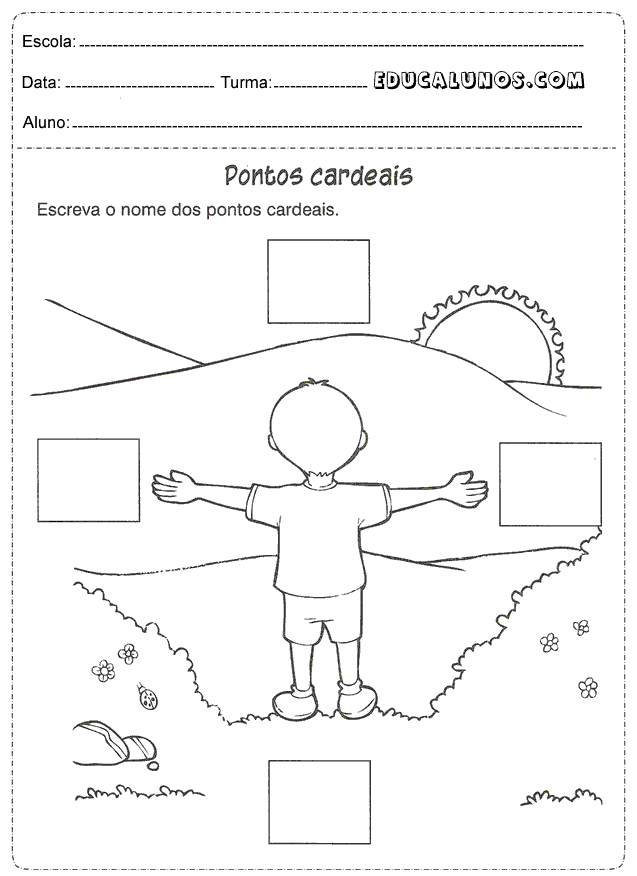 Escola:
Data: Turma: EDUCALUNOS.COM
Aluno:
Pontos cardeais
Escreva o nome dos pontos cardeais.